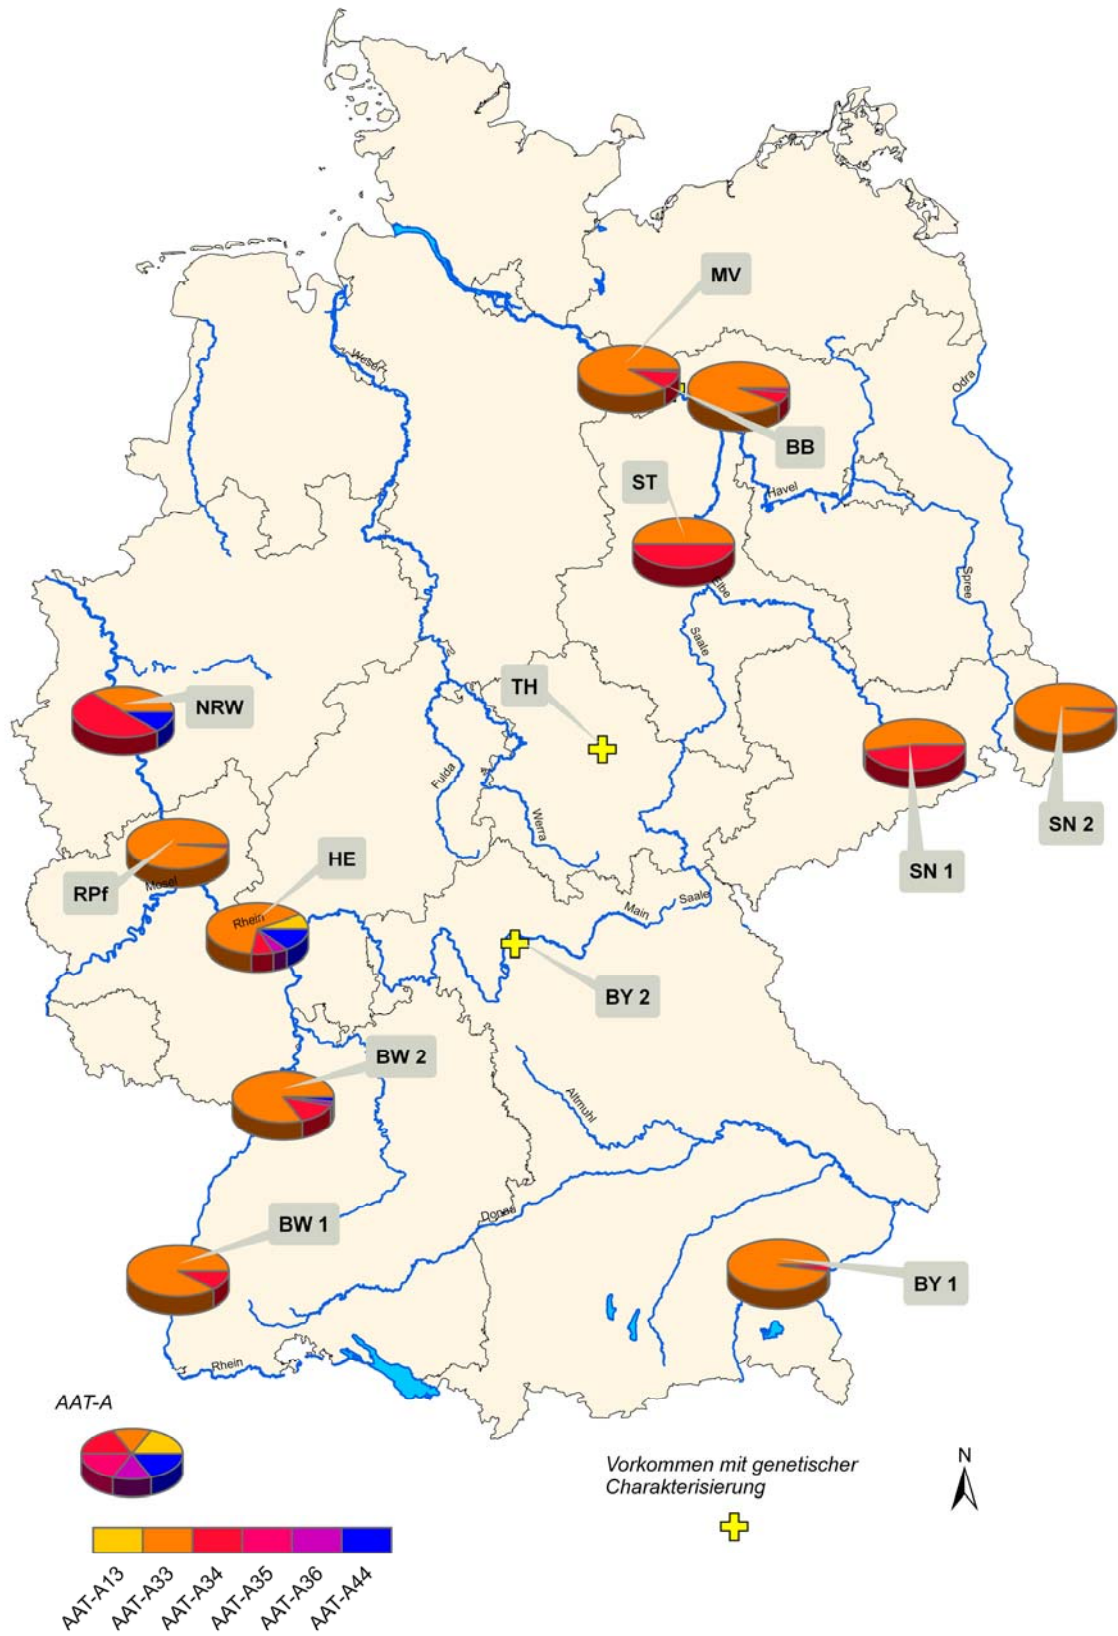 MV
Weser
Odra
BB
ST
Havel
Elbe
Spree
Saale
TH
NRW
SN 2
Fulda
Werra
HE
SN 1
RPf
Mosel
Rhein
Main
Saale
BY 2
BW 2
Altmühl
BW 1
Donau
BY 1
Rhein
AAT-A
Vorkommen mit genetischer
Charakterisierung
N
AAT-A13
AAT-A33
AAT-A34
AAT-A35
AAT-A36
AAT-A44